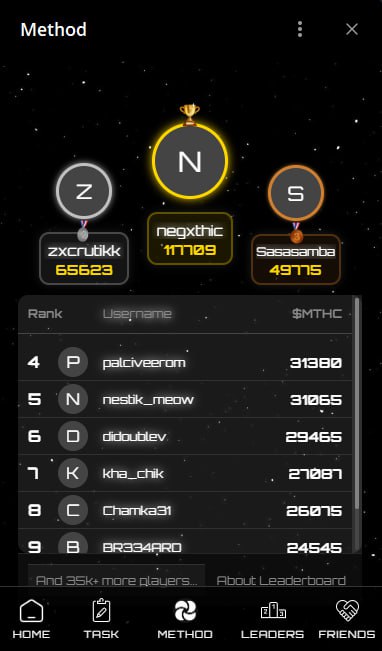 Method
N
Z
S
negxthic
117709
zxcrutikk
65623
Sasasamba
49775
Rank Username $MTHC
4 P palciveerom 31380
5 N nestik_meow 31065
6 D didoublev 29465
7 K kha_chik 27087
8 C Chamka31 26075
9 B BR334ARD 24545
And 35k+ more players... About Leaderboard
HOME TASK METHOD LEADERS FRIENDS